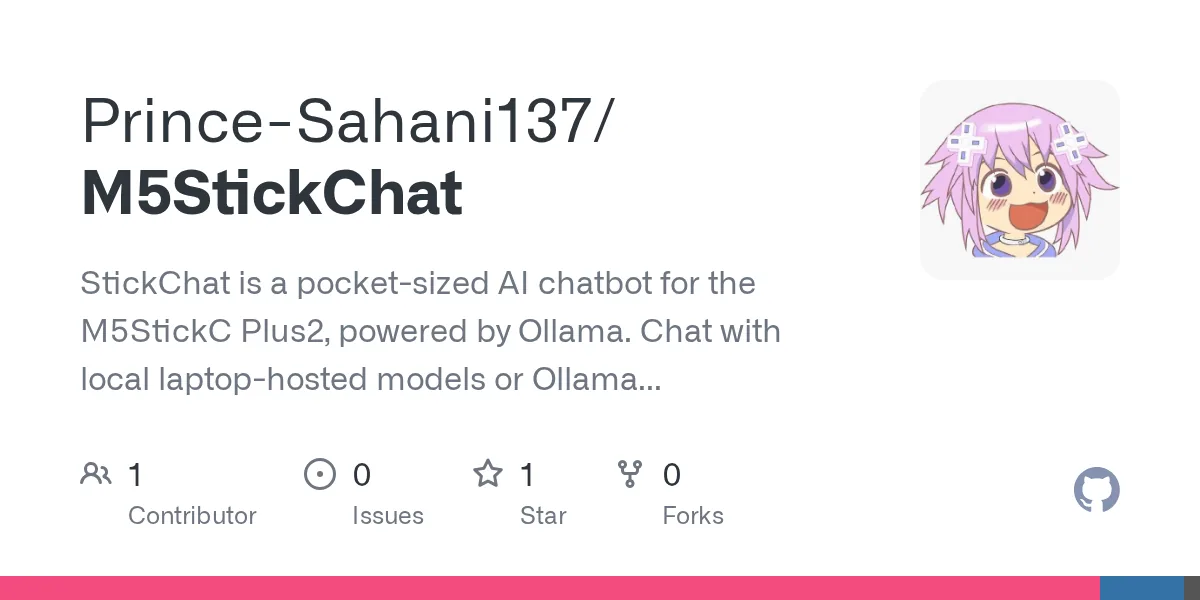 Prince-Sahani137/
M5StickChat
StickChat is a pocket-sized AI chatbot for the
M5StickC Plus2, powered by Ollama. Chat with
local laptop-hosted models or Ollama...
1 0 1 0
Contributor Issues Star Forks